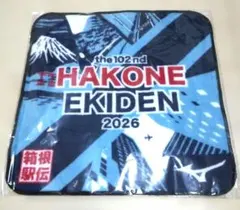 the 102nd
HAKONE
EKIDEN
2026
箱根
駅伝